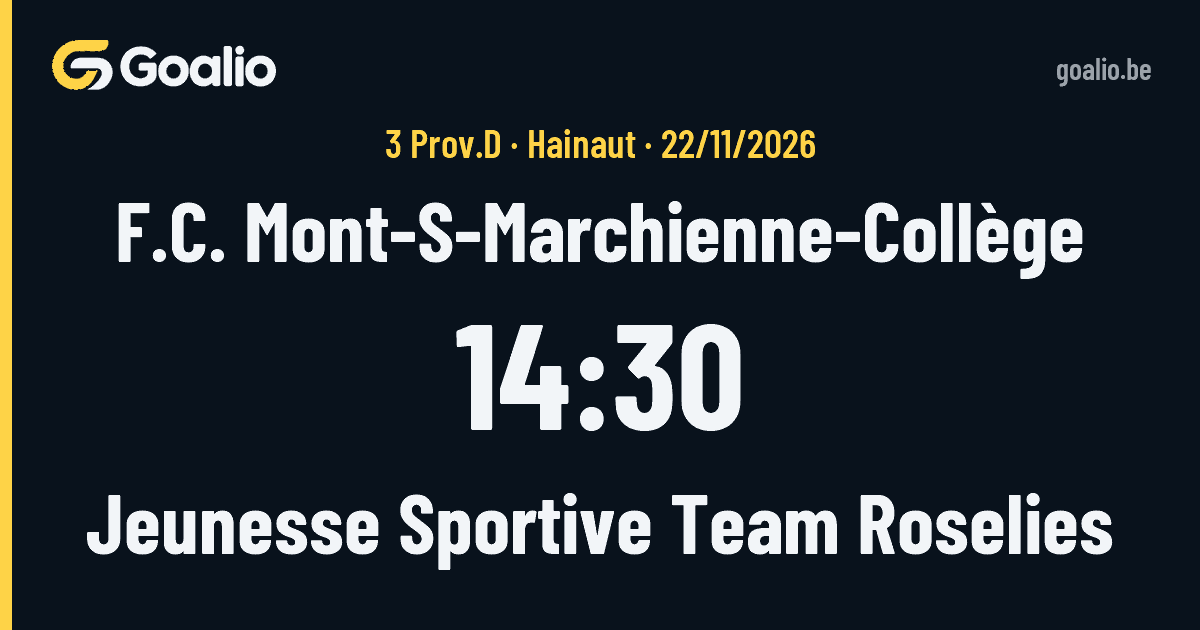 Goalio
goalio.be
3 Prov.D · Hainaut · 22/11/2026
F.C. Mont-S-Marchienne-Collège
14:30
Jeunesse Sportive Team Roselies